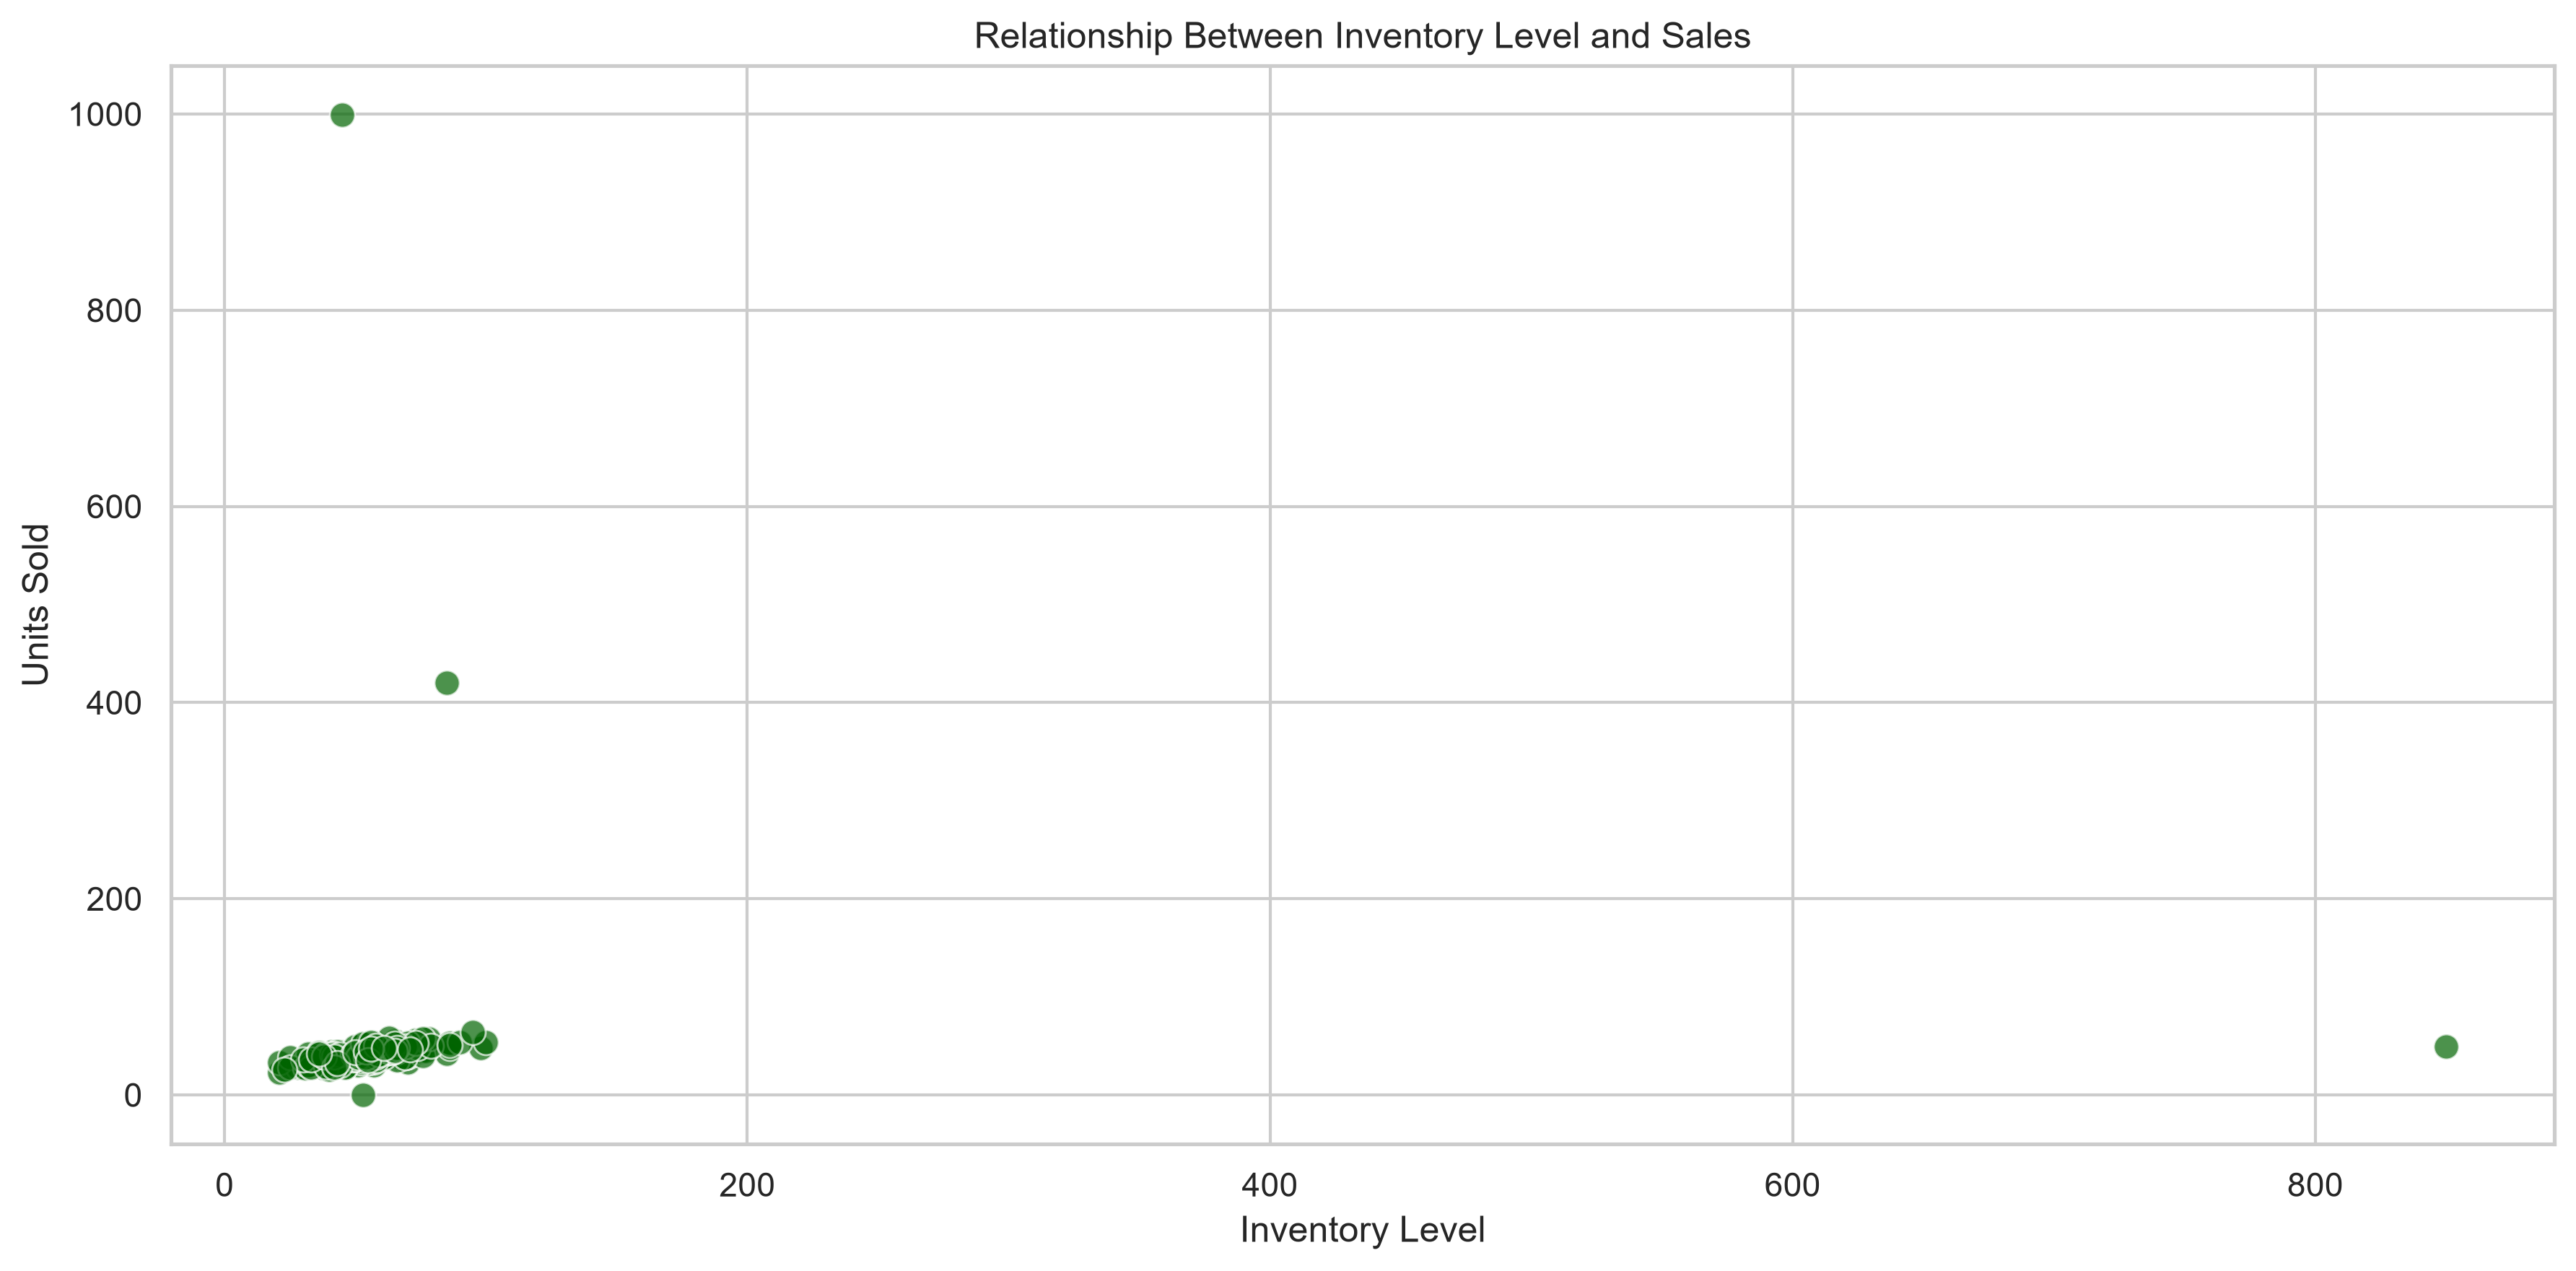 Relationship Between Inventory Level and Sales
1000
800
600
400
200
0
Units Sold
0 200 400 600 800
Inventory Level